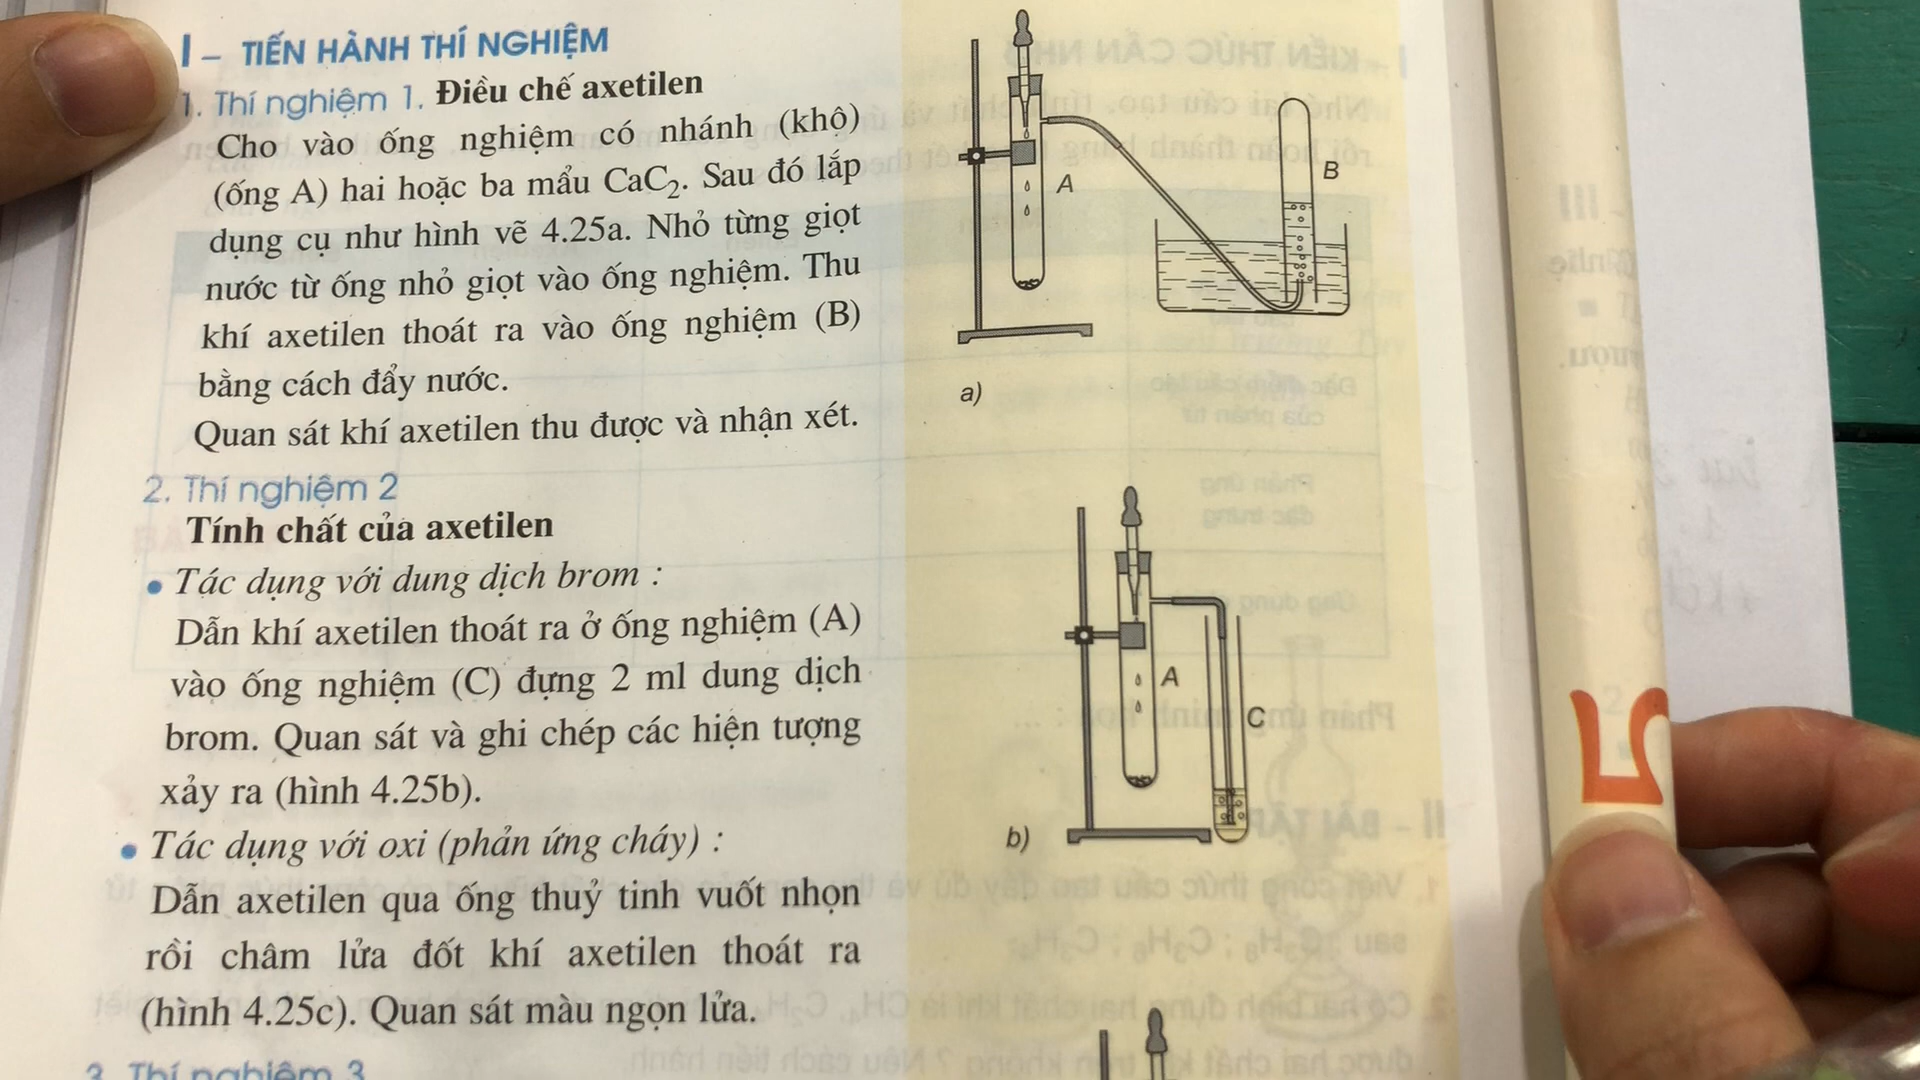 I – TIẾN HÀNH THÍ NGHIỆM
1. Thí nghiệm 1. Điều chế axetilen
Cho vào ống nghiệm có nhánh (khô)
(ống A) hai hoặc ba mẩu CaC₂. Sau đó lắp
dụng cụ như hình vẽ 4.25a. Nhỏ từng giọt
nước từ ống nhỏ giọt vào ống nghiệm. Thu
khí axetilen thoát ra vào ống nghiệm (B)
bằng cách đẩy nước.
Quan sát khí axetilen thu được và nhận xét.
2. Thí nghiệm 2
Tính chất của axetilen
• Tác dụng với dung dịch brom :
Dẫn khí axetilen thoát ra ở ống nghiệm (A)
vào ống nghiệm (C) đựng 2 ml dung dịch
brom. Quan sát và ghi chép các hiện tượng
xảy ra (hình 4.25b).
• Tác dụng với oxi (phản ứng cháy) :
Dẫn axetilen qua ống thuỷ tinh vuốt nhọn
rồi châm lửa đốt khí axetilen thoát ra
(hình 4.25c). Quan sát màu ngọn lửa.
3. Thí nghiệm 3
A
B
a)
A
C
b)